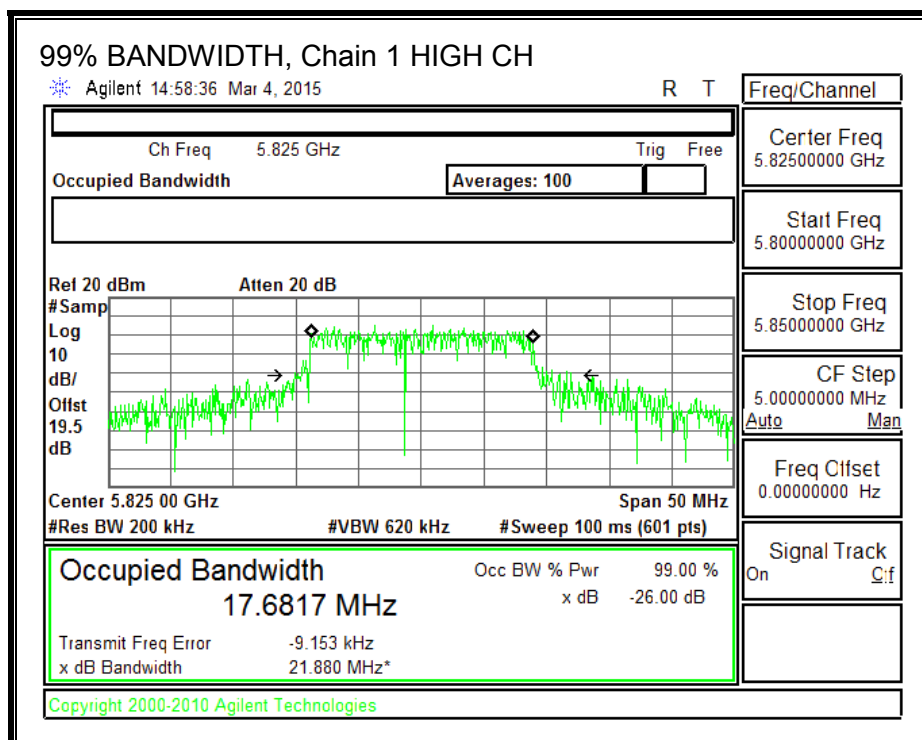 99% BANDWIDTH, Chain 1 HIGH CH
Agilent 14:58:36 Mar 4, 2015 R T
Freq/Channel
Ch Freq 5.825 GHz Trig Free
Occupied Bandwidth Averages: 100
Center Freq
5.82500000 GHz
Start Freq
5.80000000 GHz
Stop Freq
5.85000000 GHz
CF Step
5.00000000 MHz
Auto Man
Freq Offset
0.00000000 Hz
Signal Track
On Off
Ref 20 dBm Atten 20 dB
#Samp
Log
10
dB/
Offst
19.5
dB
Center 5.825 00 GHz Span 50 MHz
#Res BW 200 kHz #VBW 620 kHz #Sweep 100 ms (601 pts)
Occupied Bandwidth Occ BW % Pwr 99.00 %
17.6817 MHz x dB -26.00 dB
Transmit Freq Error -9.153 kHz
x dB Bandwidth 21.880 MHz*
Copyright 2000-2010 Agilent Technologies